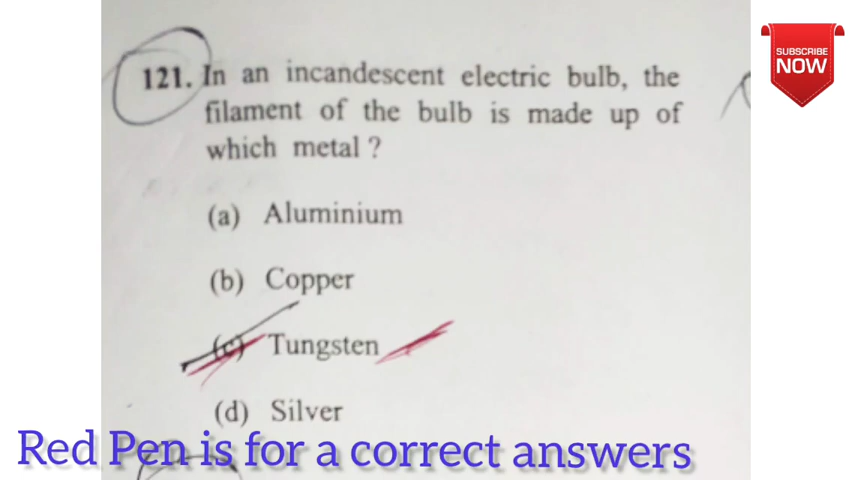 SUBSCRIBE
NOW
121. In an incandescent electric bulb, the
filament of the bulb is made up of
which metal ?
(a) Aluminium
(b) Copper
(c) Tungsten
(d) Silver
Red Pen is for a correct answers